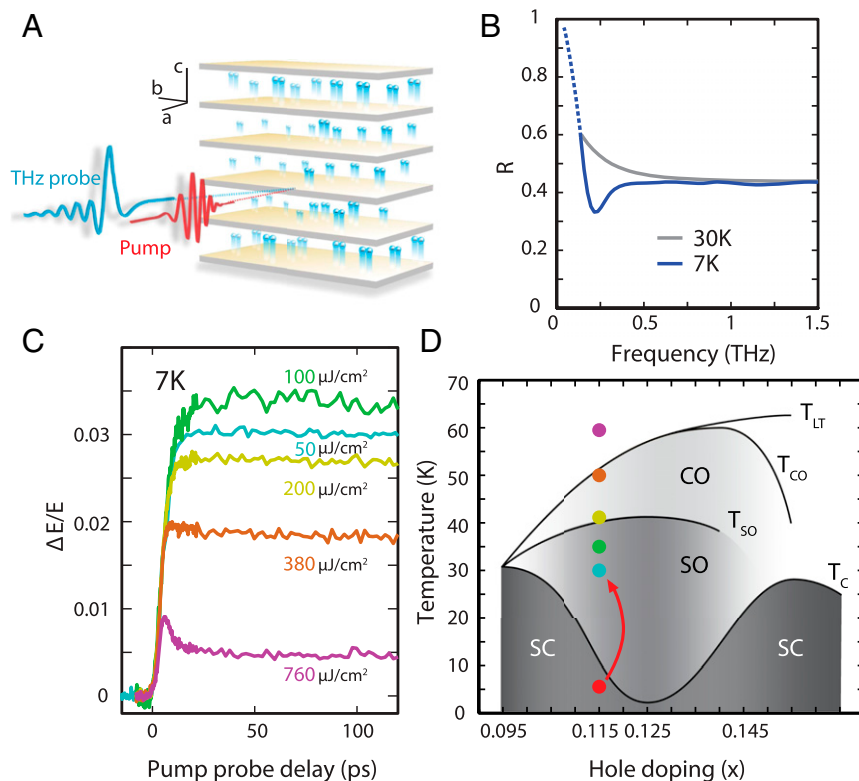 A
c
b
a
THz probe
Pump
B
1
0.8
0.6
0.4
0.2
0
R
30K
7K
0 0.5 1 1.5
Frequency (THz)
C
7K
100 μJ/cm²
50 μJ/cm²
200 μJ/cm²
380 μJ/cm²
760 μJ/cm²
0.03
0.02
0.01
0
Δ E/E
0 50 100
Pump probe delay (ps)
D
70
60
50
40
30
20
10
0
Temperature (K)
T_LT
CO
T_CO
T_SO
SO
T_C
SC
SC
0.095 0.115 0.125 0.145
Hole doping (x)